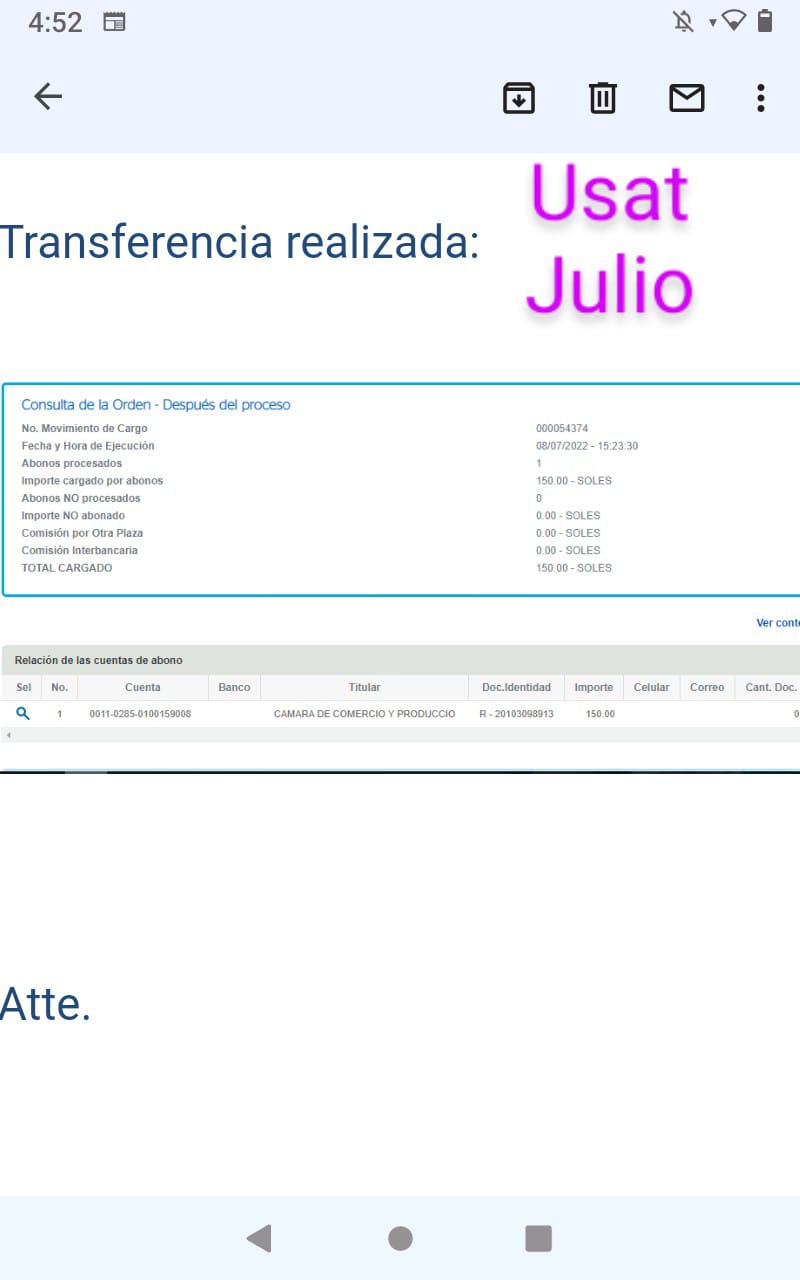 4:52
Usat
Transferencia realizada:
Julio
Consulta de la Orden - Después del proceso
No. Movimiento de Cargo 000054374
Fecha y Hora de Ejecución 08/07/2022 - 15:23:30
Abonos procesados 1
Importe cargado por abonos 150.00 - SOLES
Abonos NO procesados 0
Importe NO abonado 0.00 - SOLES
Comisión por Otra Plaza 0.00 - SOLES
Comisión Interbancaria 0.00 - SOLES
TOTAL CARGADO 150.00 - SOLES
Ver conte
Relación de las cuentas de abono
Sel No. Cuenta Banco Titular Doc.Identidad Importe Celular Correo Cant. Doc.
1 0011-0285-0100159008 CAMARA DE COMERCIO Y PRODUCCIO R - 20103098913 150.00 0
Atte.